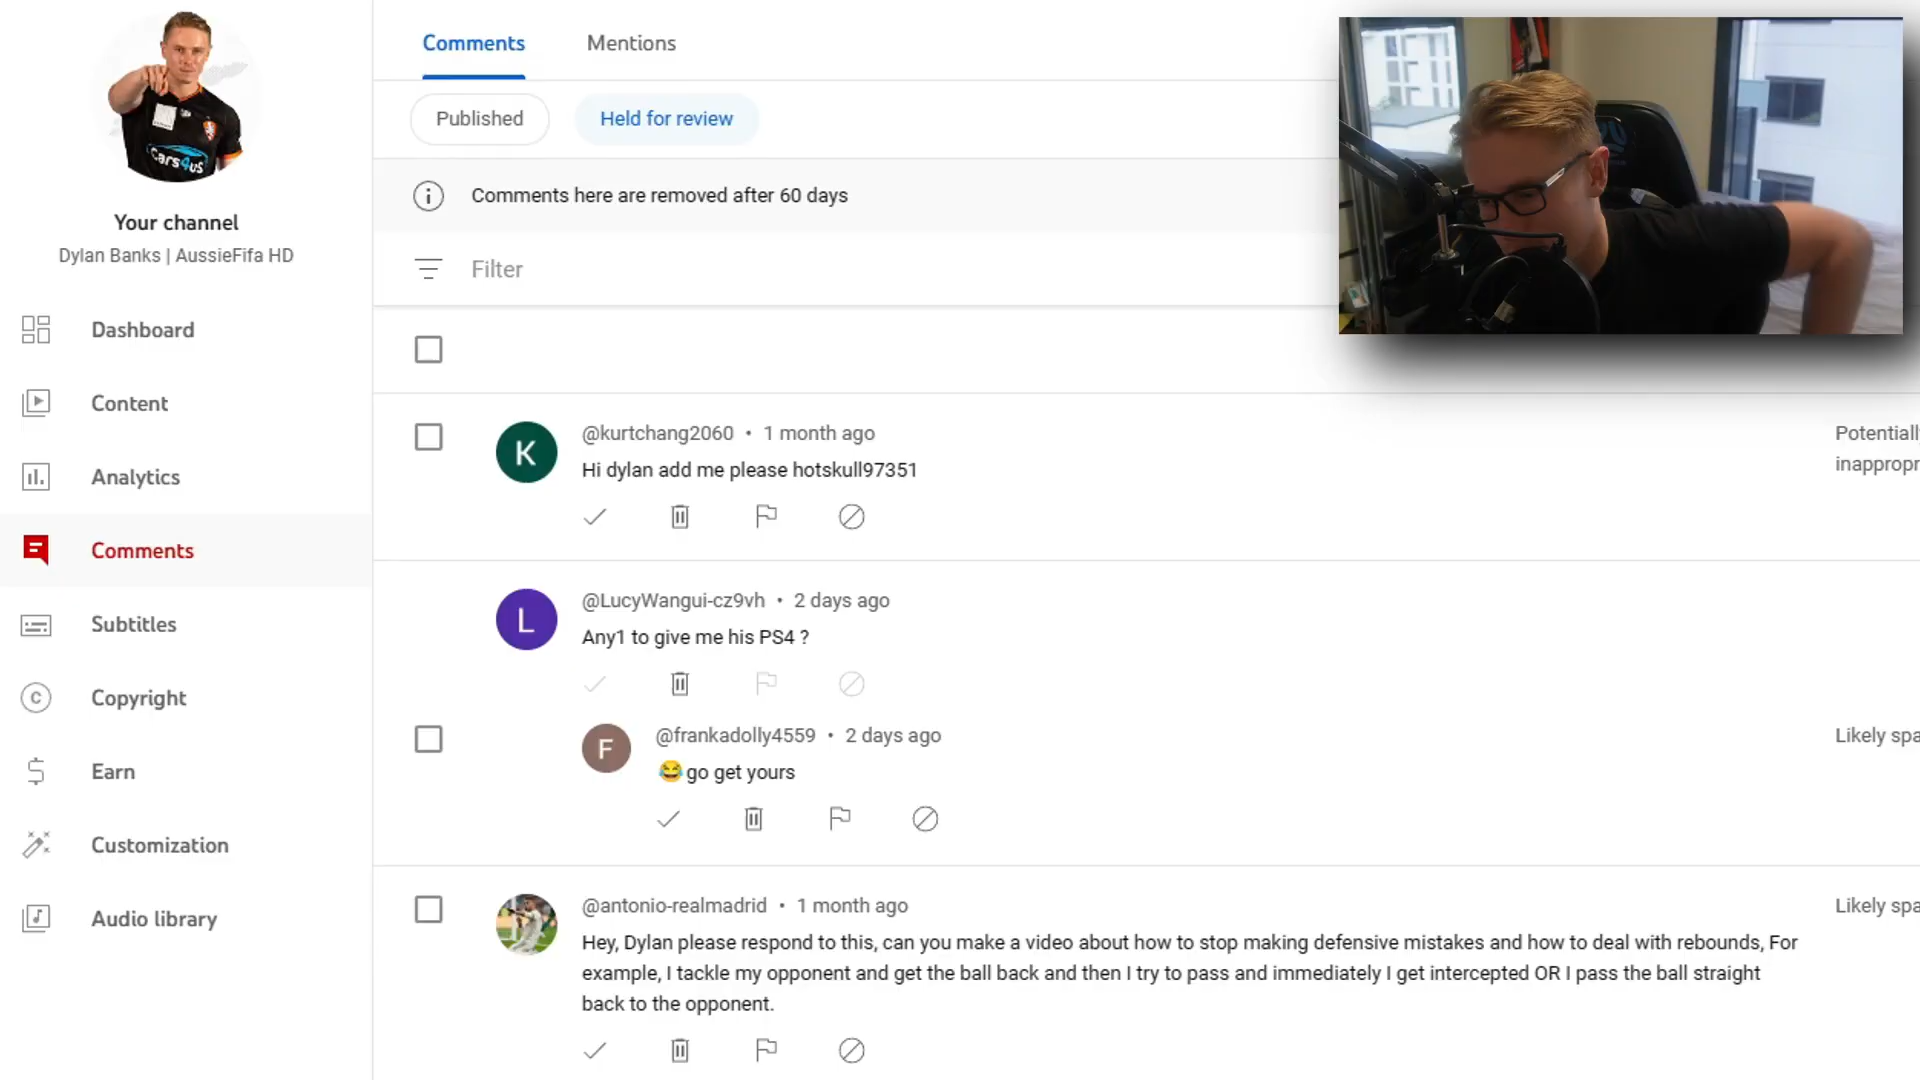 Cars4us
Your channel
Dylan Banks | AussieFifa HD
Dashboard
Content
Analytics
Comments
Subtitles
Copyright
Earn
Customization
Audio library
Comments
Mentions
Published
Held for review
Comments here are removed after 60 days
Filter
K
@kurtchang2060 • 1 month ago
Hi dylan add me please hotskull97351
Potentiall
inappropr
L
@LucyWangui-cz9vh • 2 days ago
Any1 to give me his PS4 ?
F
@frankadolly4559 • 2 days ago
😂go get yours
Likely spa
@antonio-realmadrid • 1 month ago
Hey, Dylan please respond to this, can you make a video about how to stop making defensive mistakes and how to deal with rebounds, For
example, I tackle my opponent and get the ball back and then I try to pass and immediately I get intercepted OR I pass the ball straight
back to the opponent.
Likely spa